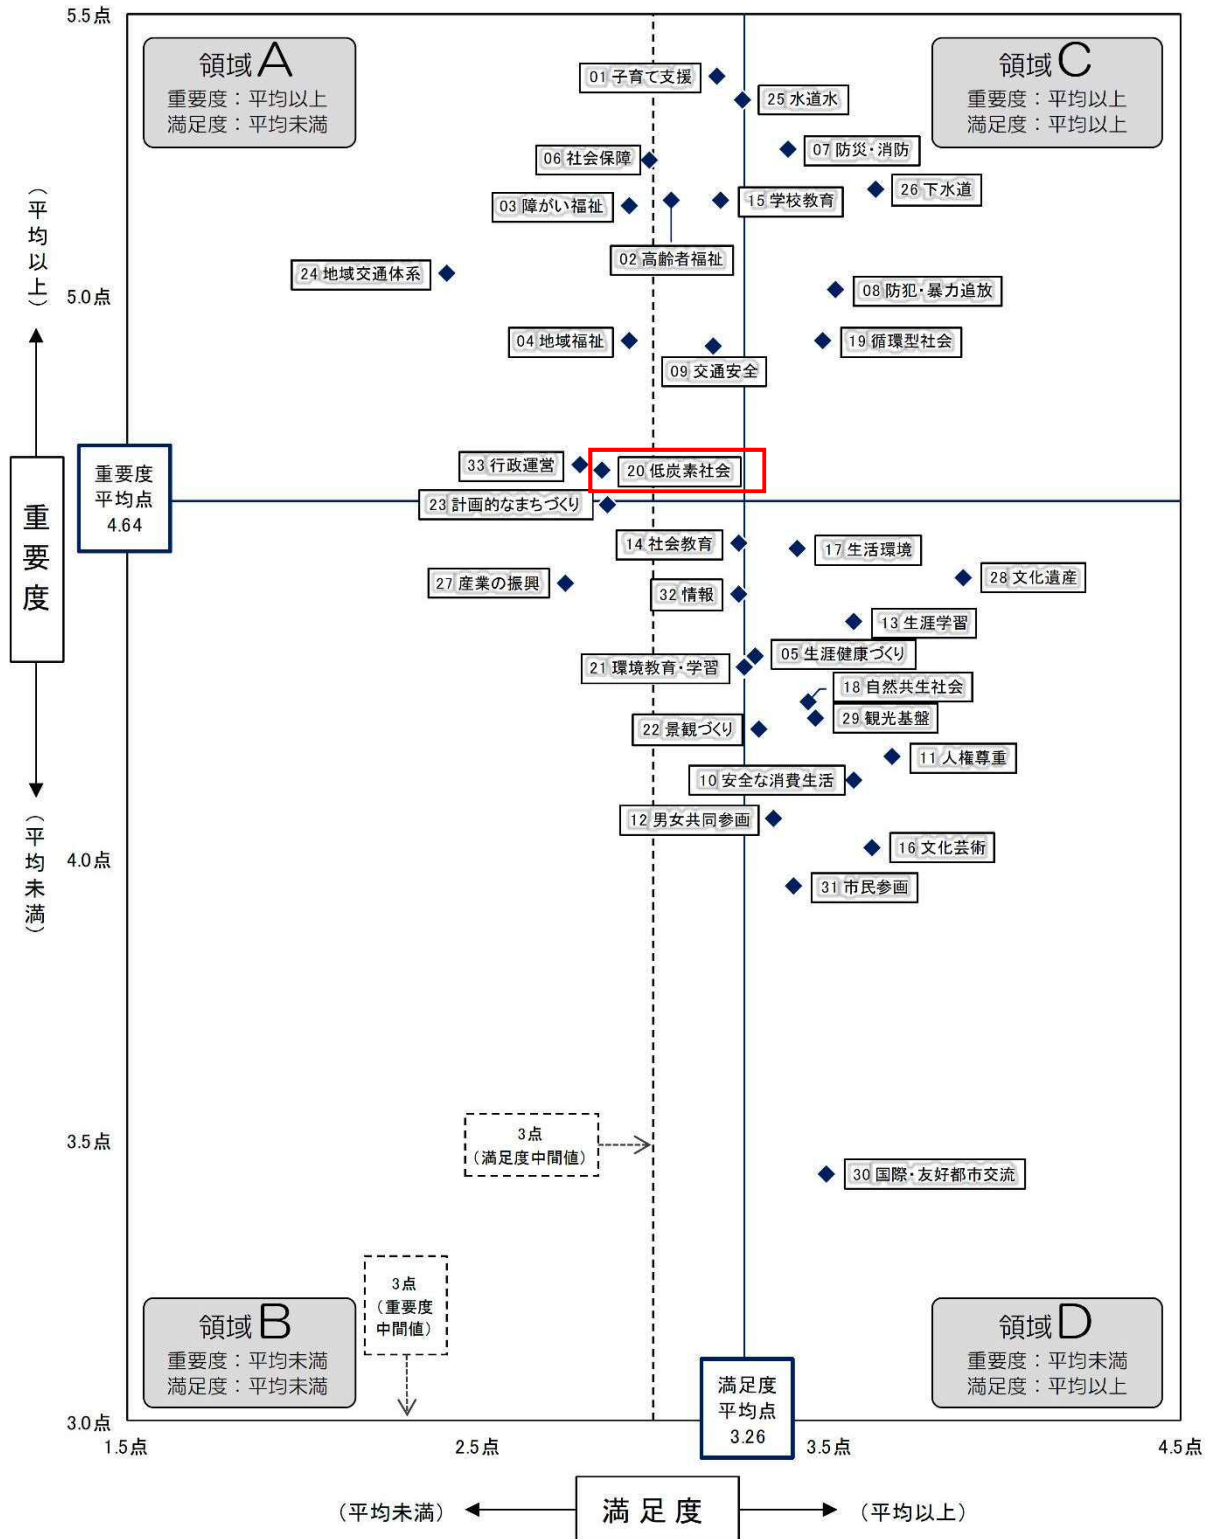 5.5点
領域A
重要度：平均以上
満足度：平均未満
領域C
重要度：平均以上
満足度：平均以上
01 子育て支援
25 水道水
07 防災・消防
06 社会保障
26 下水道
03 障がい福祉
15 学校教育
02 高齢者福祉
24 地域交通体系
（平均以上）
5.0点
08 防犯・暴力追放
04 地域福祉
19 循環型社会
09 交通安全
33 行政運営
20 低炭素社会
重要度
平均点
4.64
23 計画的なまちづくり
重要度
14 社会教育
17 生活環境
28 文化遺産
27 産業の振興
32 情報
13 生涯学習
05 生涯健康づくり
21 環境教育・学習
18 自然共生社会
29 観光基盤
22 景観づくり
11 人権尊重
10 安全な消費生活
12 男女共同参画
（平均未満）
4.0点
16 文化芸術
31 市民参画
3.5点
3点
（満足度中間値）
30 国際・友好都市交流
3点
（重要度
中間値）
領域B
重要度：平均未満
満足度：平均未満
領域D
重要度：平均未満
満足度：平均以上
満足度
平均点
3.26
3.0点
1.5点
2.5点
3.5点
4.5点
（平均未満）
満足度
（平均以上）